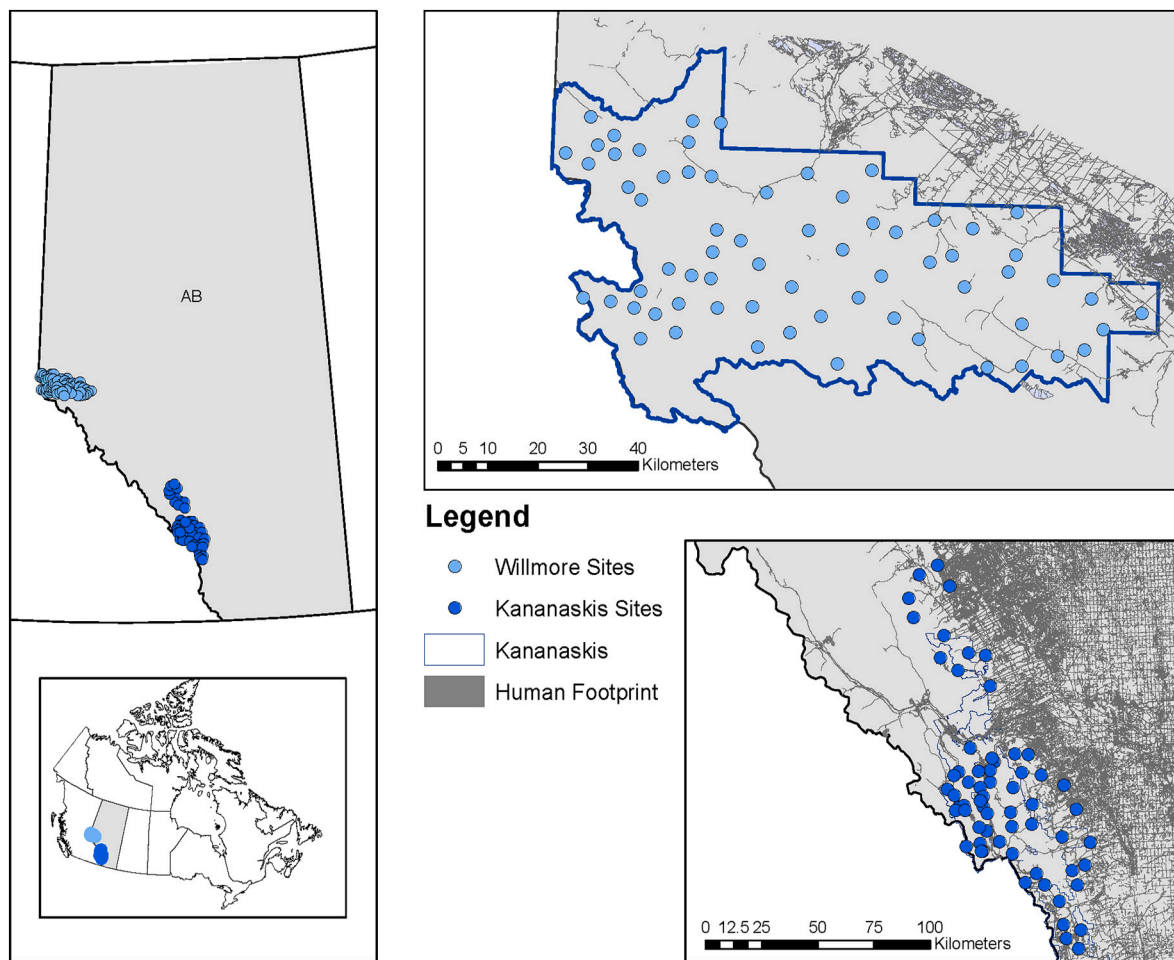 AB
0 5 10 20 30 40
Kilometers
Legend
Willmore Sites
Kananaskis Sites
Kananaskis
Human Footprint
0 12.5 25 50 75 100
Kilometers